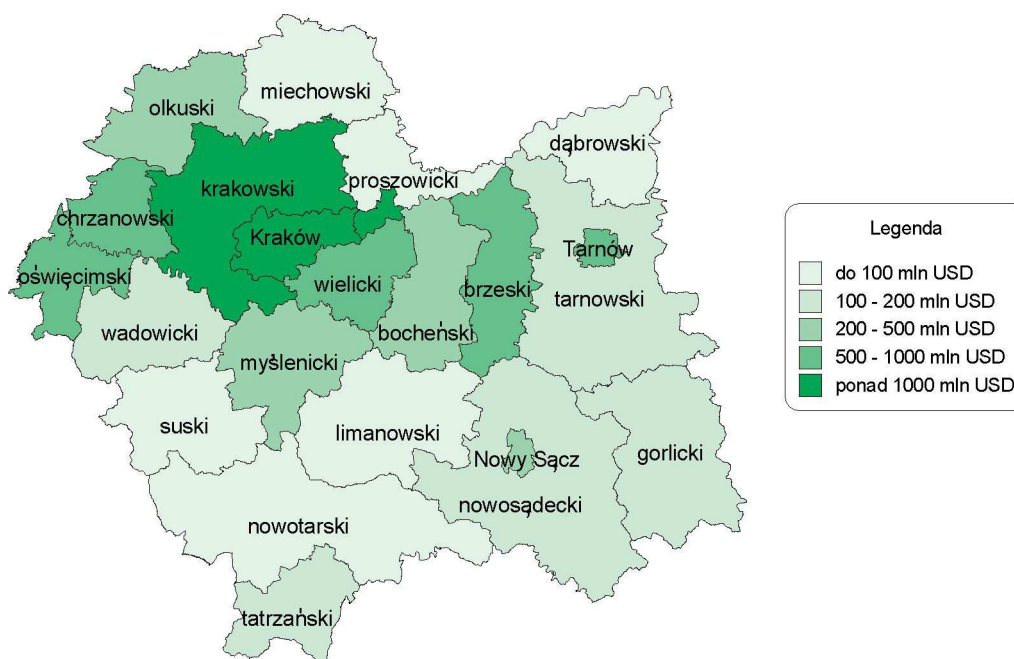 miechowski
olkuski
dąbrowski
proszowicki
krakowski
chrzanowski
Kraków
Tarnów
oświęcimski
wielicki
brzeski
tarnowski
wadowicki
bocheński
myślenicki
suski
limanowski
Nowy Sącz
gorlicki
nowosądecki
nowotarski
tatrzański
Legenda
do 100 mln USD
100 - 200 mln USD
200 - 500 mln USD
500 - 1000 mln USD
ponad 1000 mln USD